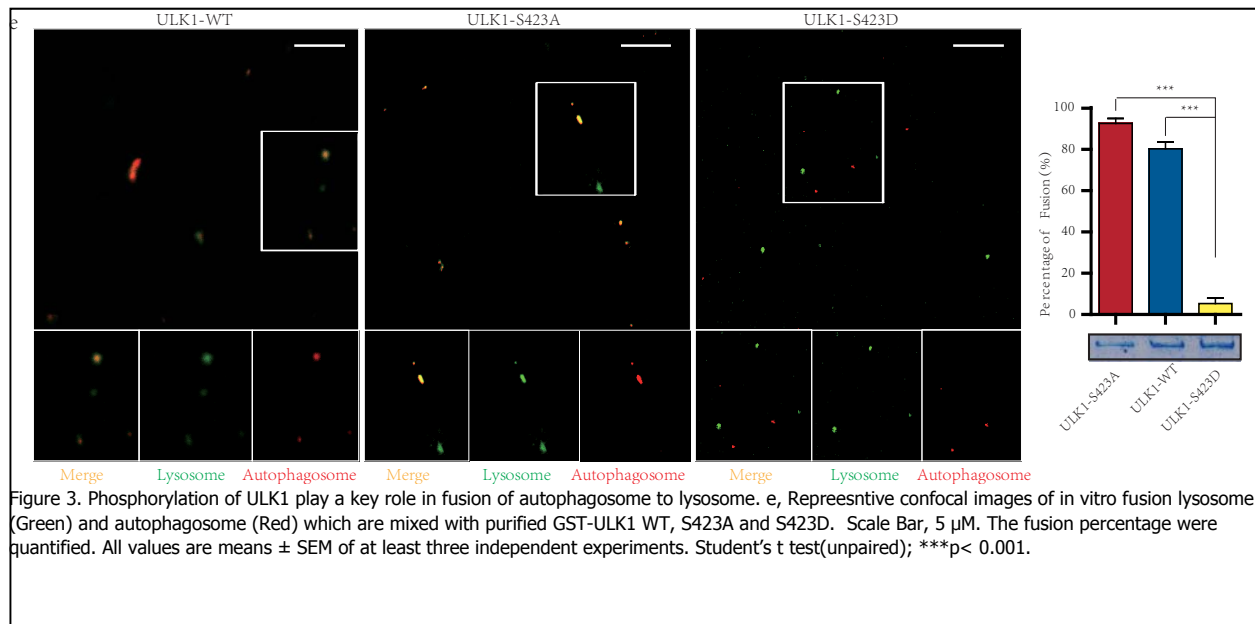 e
ULK1-WT
ULK1-S423A
ULK1-S423D
Merge
Lysosome
Autophagosome
Merge
Lysosome
Autophagosome
Merge
Lysosome
Autophagosome
Percentage of Fusion (%)
100
80
60
40
20
0
***
***
ULK1-S423A
ULK1-WT
ULK1-S423D
Figure 3. Phosphorylation of ULK1 play a key role in fusion of autophagosome to lysosome. e, Repreesntive confocal images of in vitro fusion lysosome
(Green) and autophagosome (Red) which are mixed with purified GST-ULK1 WT, S423A and S423D. Scale Bar, 5 μM. The fusion percentage were
quantified. All values are means ± SEM of at least three independent experiments. Student’s t test(unpaired); ***p< 0.001.